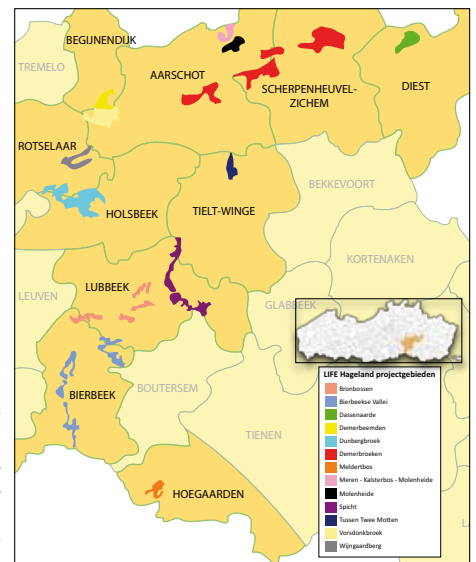 BEGIJNENDIJK
TREMELO
AARSCHOT
SCHERPENHEUVEL-
ZICHEM
DIEST
ROTSELAAR
BEKKEVOORT
HOLSBEEK
TIELT-WINGE
KORTENAKEN
LEUVEN
LUBBEEK
GLABBEEK
BIERBEEK
BOUTERSEM
TIENEN
HOEGAARDEN
LIFE Hageland projectgebieden
Bronbossen
Bierbeekse Vallei
Dassenaarde
Demerbeemden
Dunbergbroek
Demerbroeken
Meldertbos
Meren - Kalsterbos - Molenheide
Molenheide
Spicht
Tussen Twee Motten
Vorsdonkbroek
Wijngaardberg